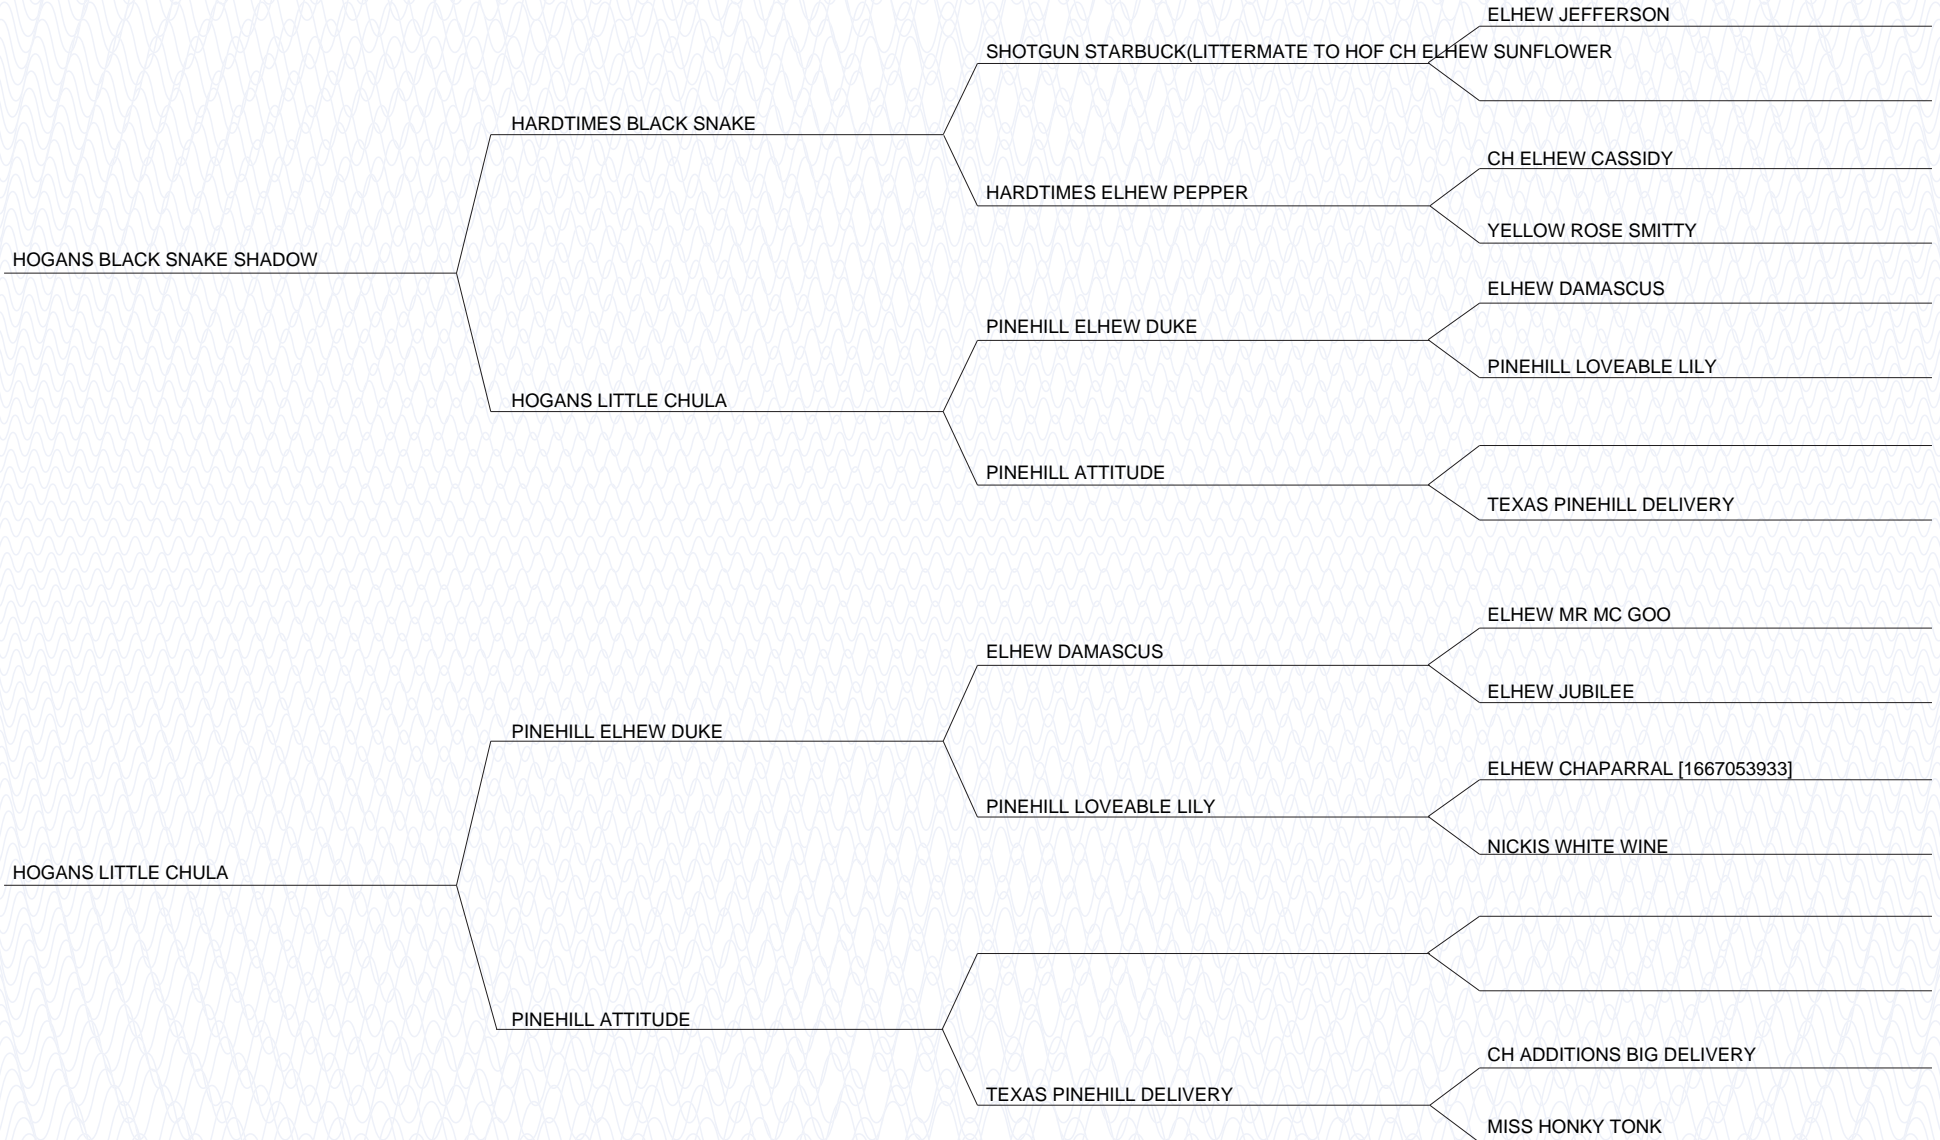 ELHEW JEFFERSON
SHOTGUN STARBUCK(LITTERMATE TO HOF CH ELHEW SUNFLOWER
HARDTIMES BLACK SNAKE
CH ELHEW CASSIDY
HARDTIMES ELHEW PEPPER
YELLOW ROSE SMITTY
HOGANS BLACK SNAKE SHADOW
ELHEW DAMASCUS
PINEHILL ELHEW DUKE
PINEHILL LOVEABLE LILY
HOGANS LITTLE CHULA
PINEHILL ATTITUDE
TEXAS PINEHILL DELIVERY
ELHEW MR MC GOO
ELHEW DAMASCUS
ELHEW JUBILEE
PINEHILL ELHEW DUKE
ELHEW CHAPARRAL [1667053933]
PINEHILL LOVEABLE LILY
NICKIS WHITE WINE
HOGANS LITTLE CHULA
PINEHILL ATTITUDE
CH ADDITIONS BIG DELIVERY
TEXAS PINEHILL DELIVERY
MISS HONKY TONK